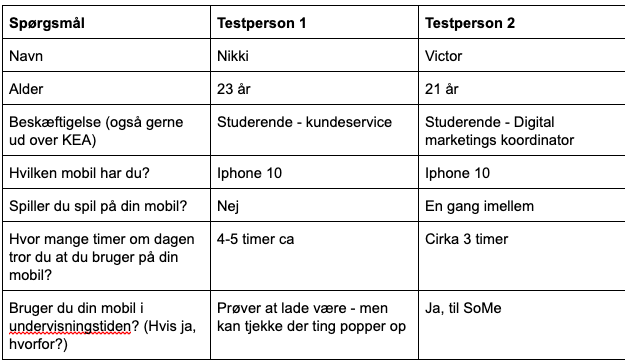 Spørgsmål Testperson 1 Testperson 2
Navn Nikki Victor
Alder 23 år 21 år
Beskæftigelse (også gerne
ud over KEA)
Studerende - kundeservice
Studerende - Digital
marketings koordinator
Hvilken mobil har du? Iphone 10 Iphone 10
Spiller du spil på din mobil? Nej En gang imellem
Hvor mange timer om dagen
tror du at du bruger på din
mobil?
4-5 timer ca
Cirka 3 timer
Bruger du din mobil i
undervisningstiden? (Hvis ja,
hvorfor?)
Prøver at lade være - men
kan tjekke der ting popper op
Ja, til SoMe